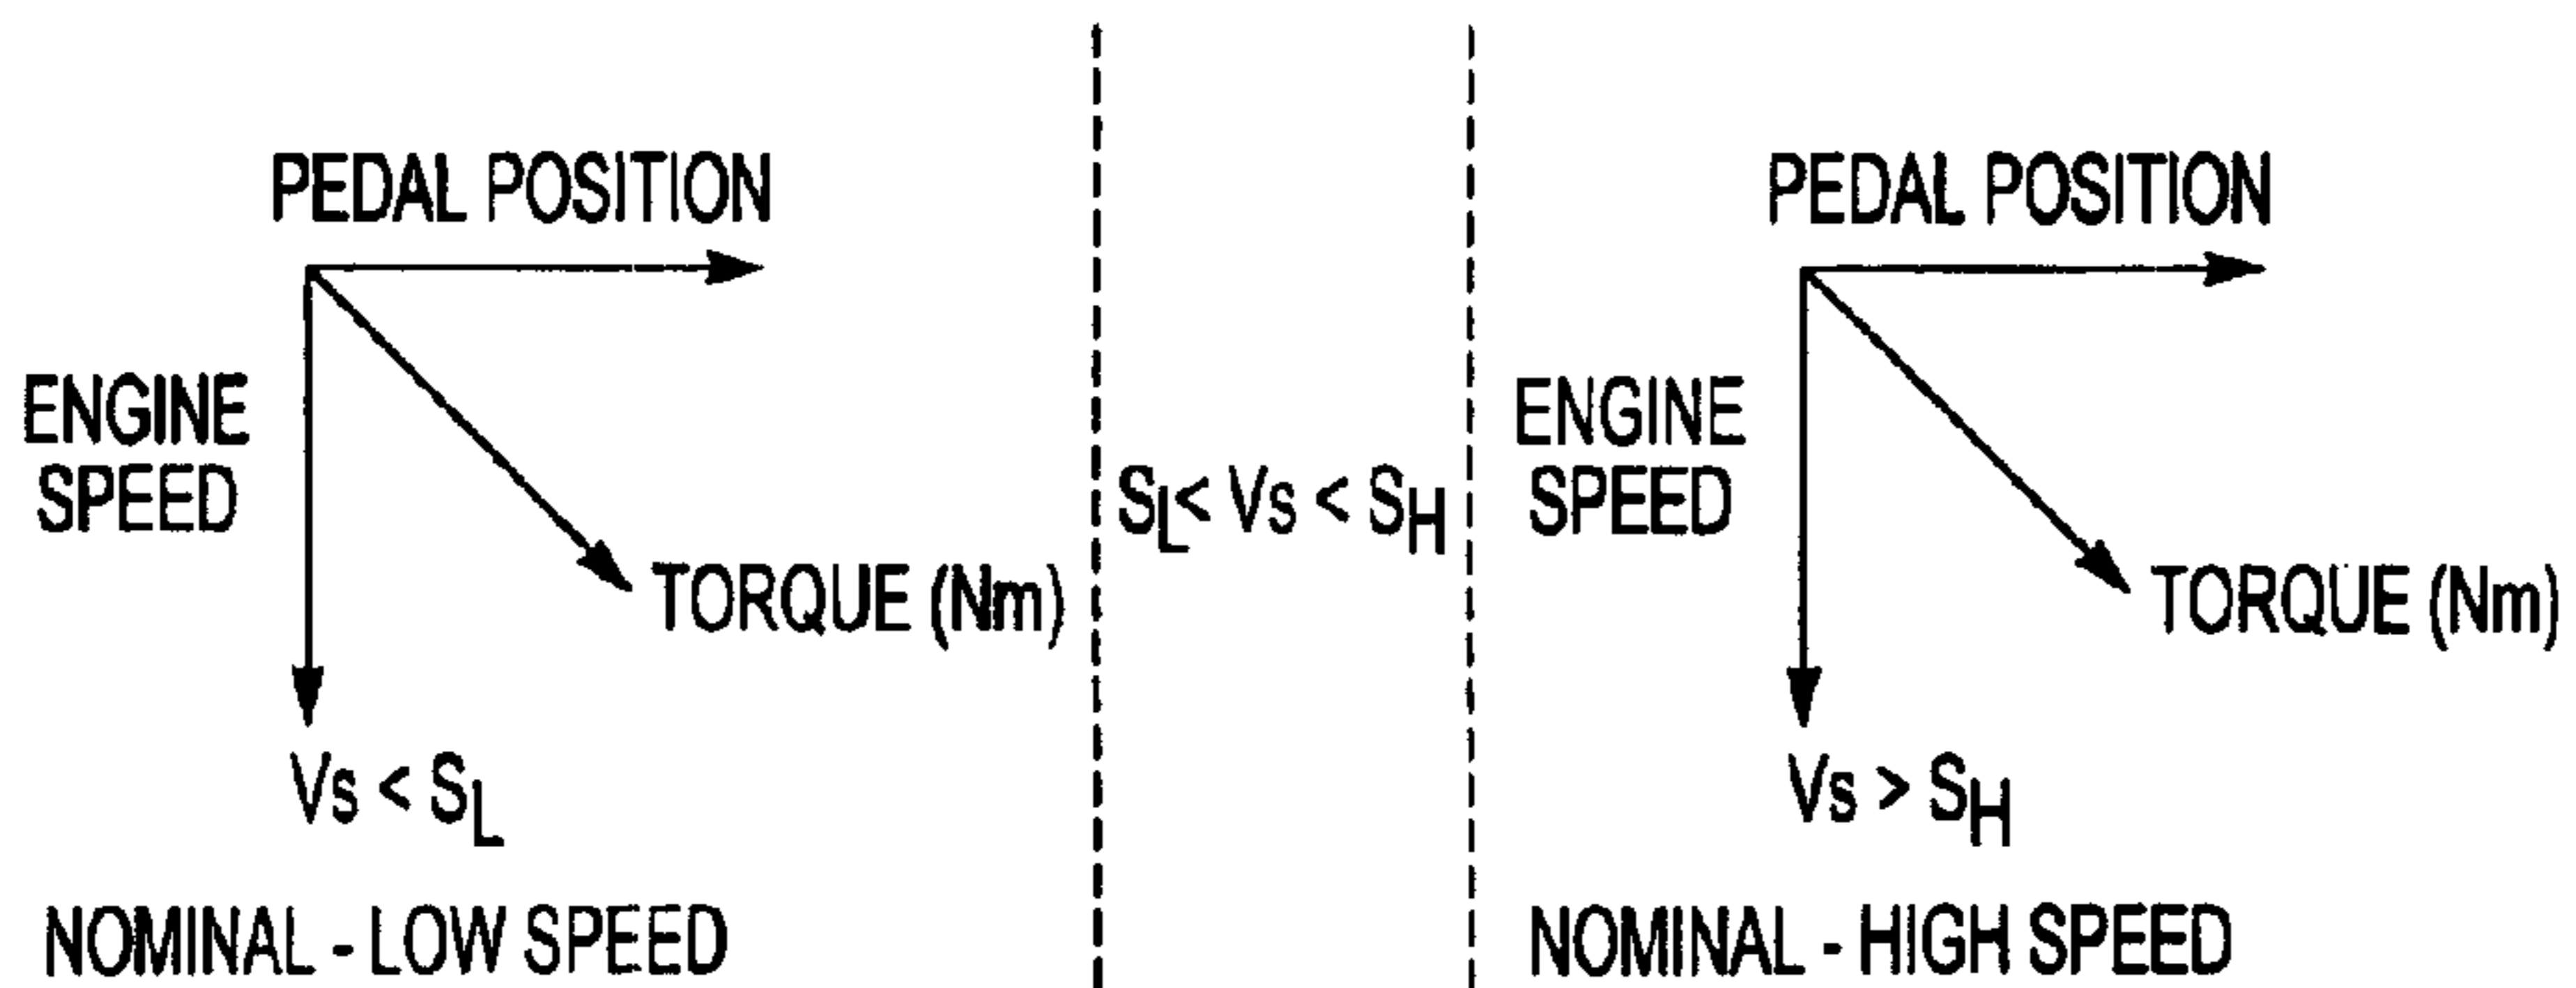 PEDAL POSITION
ENGINE
SPEED
TORQUE (Nm)
Vs < SL
NOMINAL - LOW SPEED
SL< Vs < SH
PEDAL POSITION
ENGINE
SPEED
TORQUE (Nm)
Vs > SH
NOMINAL - HIGH SPEED